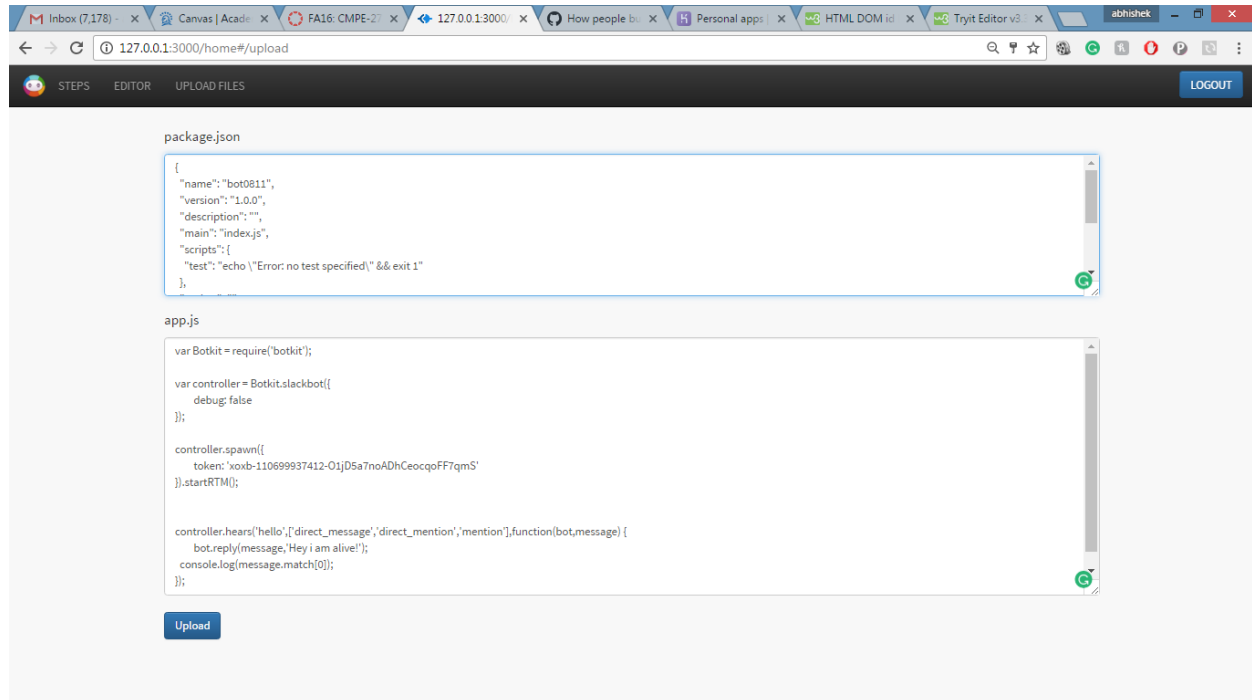 Inbox (7,178) -
Canvas | Acade
FA16: CMPE-27
127.0.0.1:3000/
How people bu
Personal apps |
HTML DOM id
Tryit Editor v3.
abhishek
127.0.0.1:3000/home#/upload
STEPS
EDITOR
UPLOAD FILES
LOGOUT
package.json
{
"name": "bot0811",
"version": "1.0.0",
"description": "",
"main": "index.js",
"scripts": {
"test": "echo \"Error: no test specified\" && exit 1"
},
app.js
var Botkit = require('botkit');
var controller = Botkit.slackbot({
debug: false
});
controller.spawn({
token: 'xoxb-110699937412-O1jD5a7noADhCeocqoFF7qmS'
}).startRTM();
controller.hears('hello',['direct_message','direct_mention','mention'],function(bot,message) {
bot.reply(message,'Hey i am alive!');
console.log(message.match[0]);
});
Upload